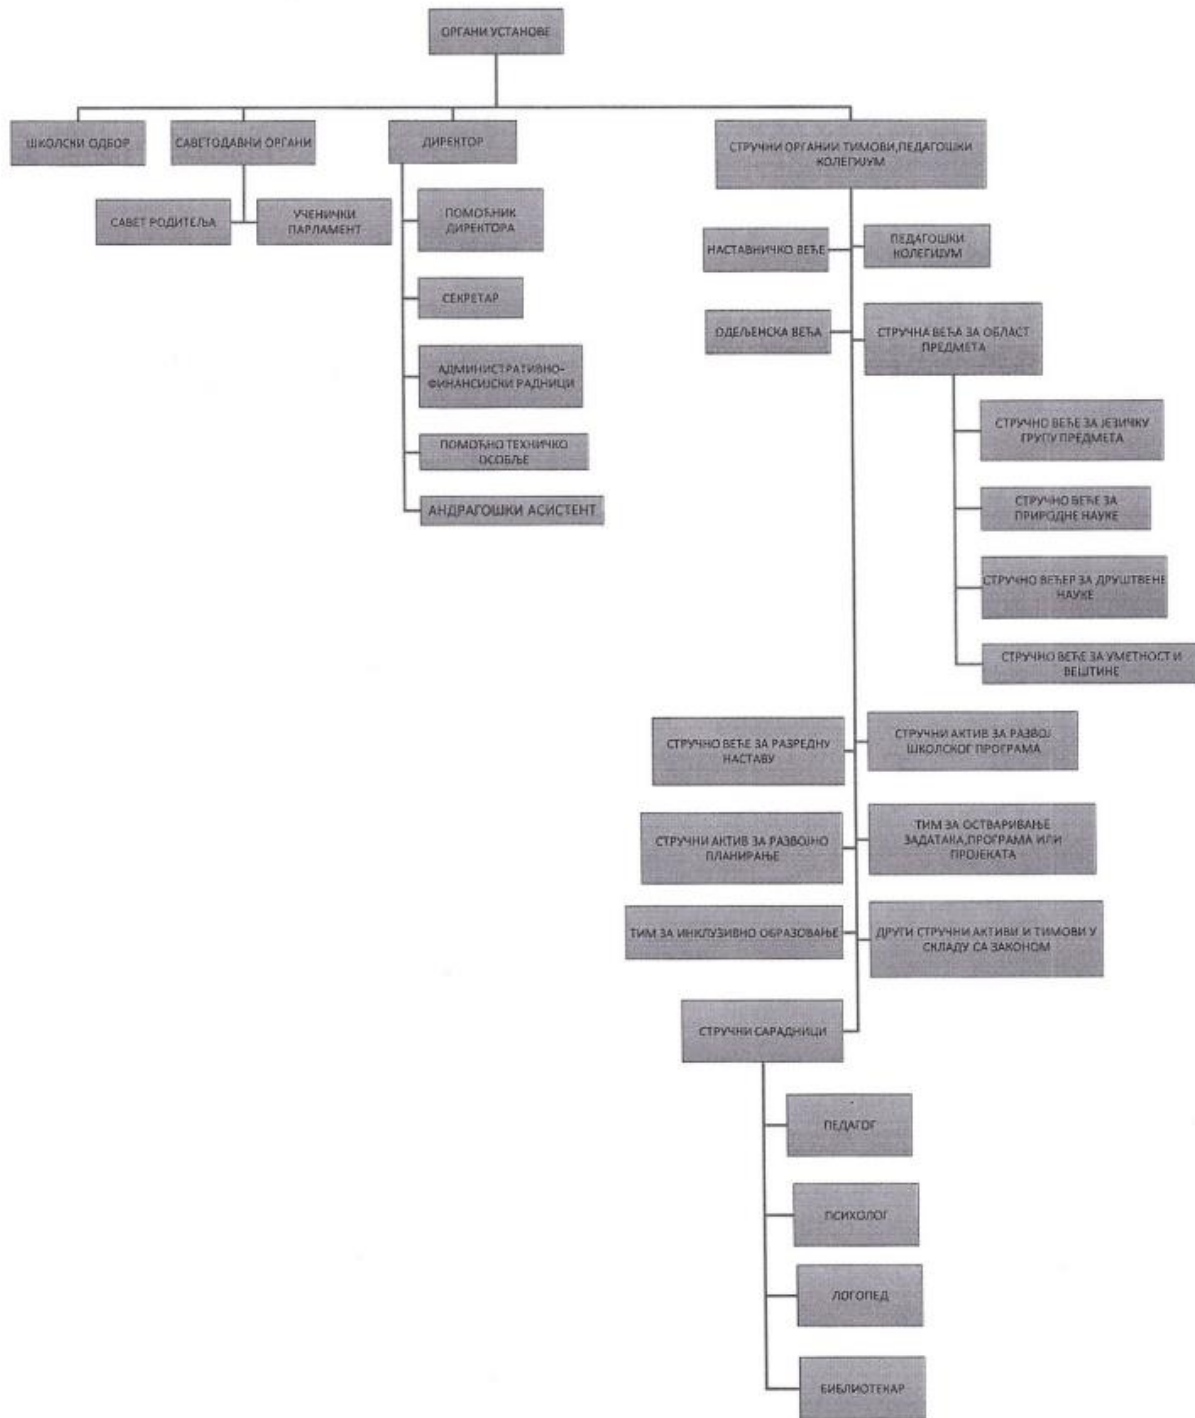 ОРГАНИ УСТАНОВЕ
ШКОЛСКИ ОДБОР
САВЕТОДАВНИ ОРГАНИ
ДИРЕКТОР
СТРУЧНИ ОРГАНИИ ТИМОВИ,ПЕДАГОШКИ
КОЛЕГИЈУМ
САВЕТ РОДИТЕЉА
УЧЕНИЧКИ
ПАРЛАМЕНТ
ПОМОЋНИК
ДИРЕКТОРА
СЕКРЕТАР
АДМИНИСТРАТИВНО-
ФИНАНСИЈСКИ РАДНИЦИ
ПОМОЋНО ТЕХНИЧКО
ОСОБЉЕ
АНДРАГОШКИ АСИСТЕНТ
НАСТАВНИЧКО ВЕЋЕ
ПЕДАГОШКИ
КОЛЕГИЈУМ
ОДЕЉЕНСКА ВЕЋА
СТРУЧНА ВЕЋА ЗА ОБЛАСТ
ПРЕДМЕТА
СТРУЧНО ВЕЋЕ ЗА ЈЕЗИЧКУ
ГРУПУ ПРЕДМЕТА
СТРУЧНО ВЕЋЕ ЗА
ПРИРОДНЕ НАУКЕ
СТРУЧНО ВЕЋЕР ЗА ДРУШТВЕНЕ
НАУКЕ
СТРУЧНО ВЕЋЕ ЗА УМЕТНОСТ И
ВЕШТИНЕ
СТРУЧНО ВЕЋЕ ЗА РАЗРЕДНУ
НАСТАВУ
СТРУЧНИ АКТИВ ЗА РАЗВОЈ
ШКОЛСКОГ ПРОГРАМА
СТРУЧНИ АКТИВ ЗА РАЗВОЈНО
ПЛАНИРАЊЕ
ТИМ ЗА ОСТВАРИВАЊЕ
ЗАДАТАКА,ПРОГРАМА ИЛИ
ПРОЈЕКАТА
ТИМ ЗА ИНКЛУЗИВНО ОБРАЗОВАЊЕ
ДРУГИ СТРУЧНИ АКТИВИ И ТИМОВИ У
СКЛАДУ СА ЗАКОНОМ
СТРУЧНИ САРАДНИЦИ
ПЕДАГОГ
ПСИХОЛОГ
ЛОГОПЕД
БИБЛИОТЕКАР